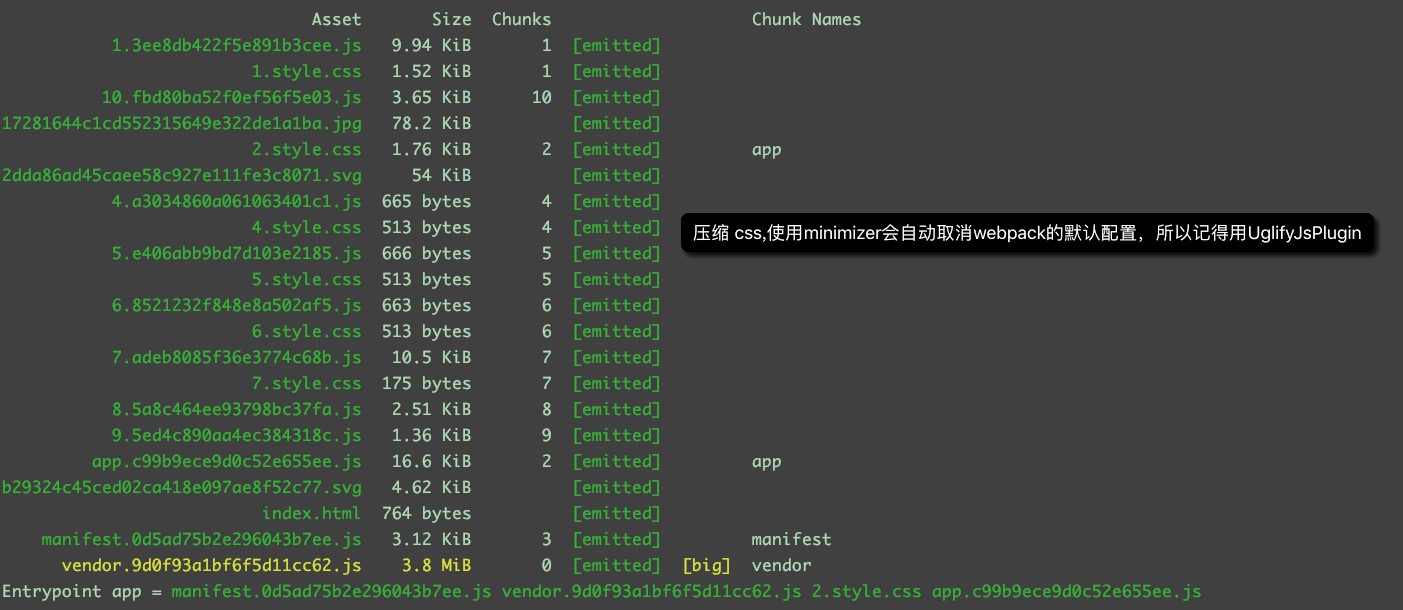 Asset Size Chunks Chunk Names
1.3ee8db422f5e891b3cee.js 9.94 KiB 1 [emitted]
1.style.css 1.52 KiB 1 [emitted]
10.fbd80ba52f0ef56f5e03.js 3.65 KiB 10 [emitted]
17281644c1cd552315649e322de1a1ba.jpg 78.2 KiB [emitted]
2.style.css 1.76 KiB 2 [emitted] app
2dda86ad45caee58c927e111fe3c8071.svg 54 KiB [emitted]
4.a3034860a061063401c1.js 665 bytes 4 [emitted]
4.style.css 513 bytes 4 [emitted]
压缩 css,使用minimizer会自动取消webpack的默认配置，所以记得用UglifyJsPlugin
5.e406abb9bd7d103e2185.js 666 bytes 5 [emitted]
5.style.css 513 bytes 5 [emitted]
6.8521232f848e8a502af5.js 663 bytes 6 [emitted]
6.style.css 513 bytes 6 [emitted]
7.adeb8085f36e3774c68b.js 10.5 KiB 7 [emitted]
7.style.css 175 bytes 7 [emitted]
8.5a8c464ee93798bc37fa.js 2.51 KiB 8 [emitted]
9.5ed4c890aa4ec384318c.js 1.36 KiB 9 [emitted]
app.c99b9ece9d0c52e655ee.js 16.6 KiB 2 [emitted] app
b29324c45ced02ca418e097ae8f52c77.svg 4.62 KiB [emitted]
index.html 764 bytes [emitted]
manifest.0d5ad75b2e296043b7ee.js 3.12 KiB 3 [emitted] manifest
vendor.9d0f93a1bf6f5d11cc62.js 3.8 MiB 0 [emitted] [big] vendor
Entrypoint app = manifest.0d5ad75b2e296043b7ee.js vendor.9d0f93a1bf6f5d11cc62.js 2.style.css app.c99b9ece9d0c52e655ee.js